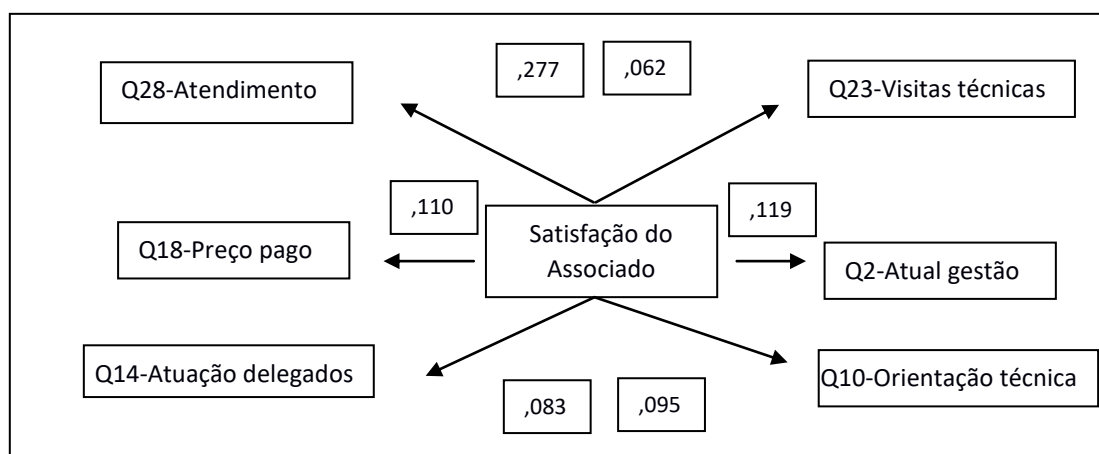 ,277
,062
Q28-Atendimento
Q23-Visitas técnicas
,110
,119
Q18-Preço pago
Satisfação do
Associado
Q2-Atual gestão
Q14-Atuação delegados
Q10-Orientação técnica
,083
,095